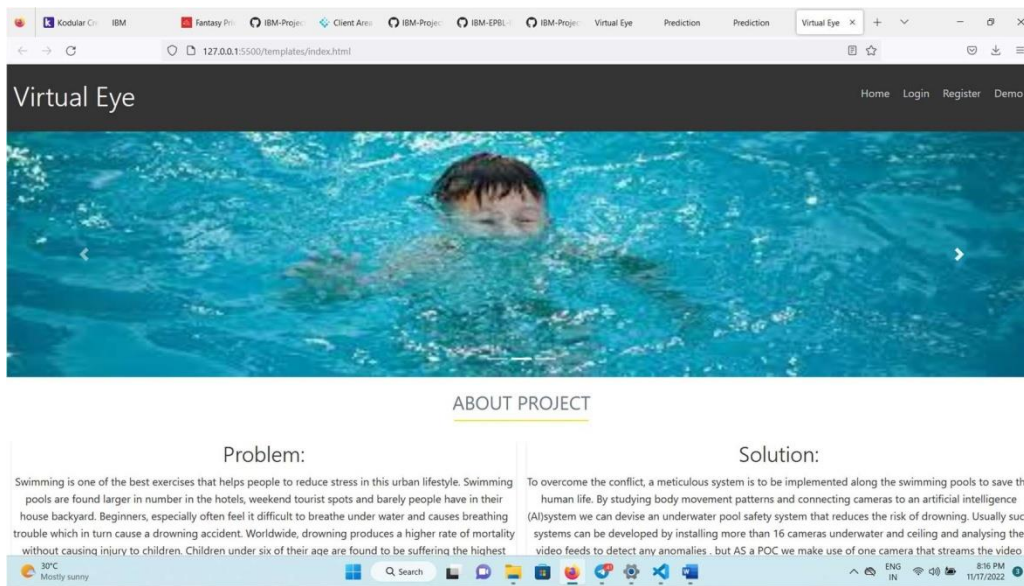 Kodular Cr
IBM
Fantasy Pri
IBM-Projec
Client Area
IBM-Projec
IBM-EPBL
IBM-Projec
Virtual Eye
Prediction
Prediction
Virtual Eye
127.0.0.1:5500/templates/index.html
Virtual Eye
Home Login Register Demo
ABOUT PROJECT
Problem:
Swimming is one of the best exercises that helps people to reduce stress in this urban lifestyle. Swimming
pools are found larger in number in the hotels, weekend tourist spots and barely people have in their
house backyard. Beginners, especially often feel it difficult to breathe under water and causes breathing
trouble which in turn cause a drowning accident. Worldwide, drowning produces a higher rate of mortality
without causing injury to children. Children under six of their age are found to be suffering the highest
Solution:
To overcome the conflict, a meticulous system is to be implemented along the swimming pools to save th
human life. By studying body movement patterns and connecting cameras to an artificial intelligence
(AI)system we can devise an underwater pool safety system that reduces the risk of drowning. Usually suc
systems can be developed by installing more than 16 cameras underwater and ceiling and analysing the
video feeds to detect any anomalies . but AS a POC we make use of one camera that streams the video
30°C
Mostly sunny
Search
ENG
IN
8:16 PM
11/17/2022